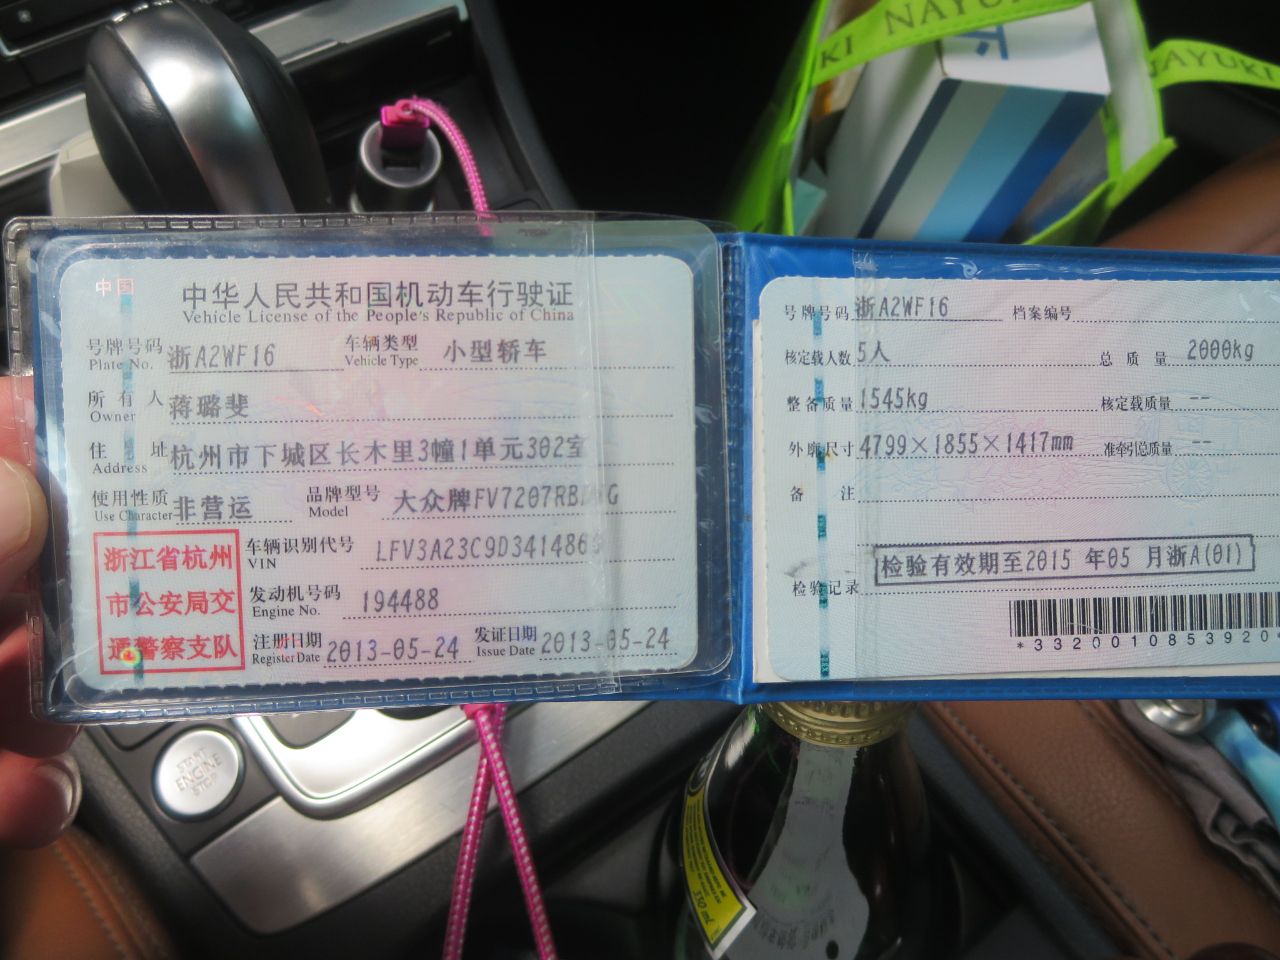 KI NAYUKI
NAYUKI
中国
中华人民共和国机动车行驶证
Vehicle License of the People's Republic of China
号牌号码 浙A2WF16 车辆类型 小型轿车
Plate No. Vehicle Type
所有人 蒋璐斐
Owner
住址 杭州市下城区长木里3幢1单元302室
Address
使用性质 非营运 品牌型号 大众牌FV7207RB
Use Character Model
浙江省杭州
市公安局交
通警察支队
车辆识别代号 LFV3A23C9D3414869
VIN
发动机号码 194488
Engine No.
注册日期 2013-05-24 发证日期 2013-05-24
Register Date Issue Date
号牌号码 浙A2WF16 档案编号
核定载人数 5人 总质量 2000kg
整备质量 1545kg 核定载质量 --
外廓尺寸 4799×1855×1417mm 准牵引总质量 --
备注
检验有效期至2015 年05 月浙A(01)
检验记录
*3320010853920
START
ENGINE
STOP
330 ml